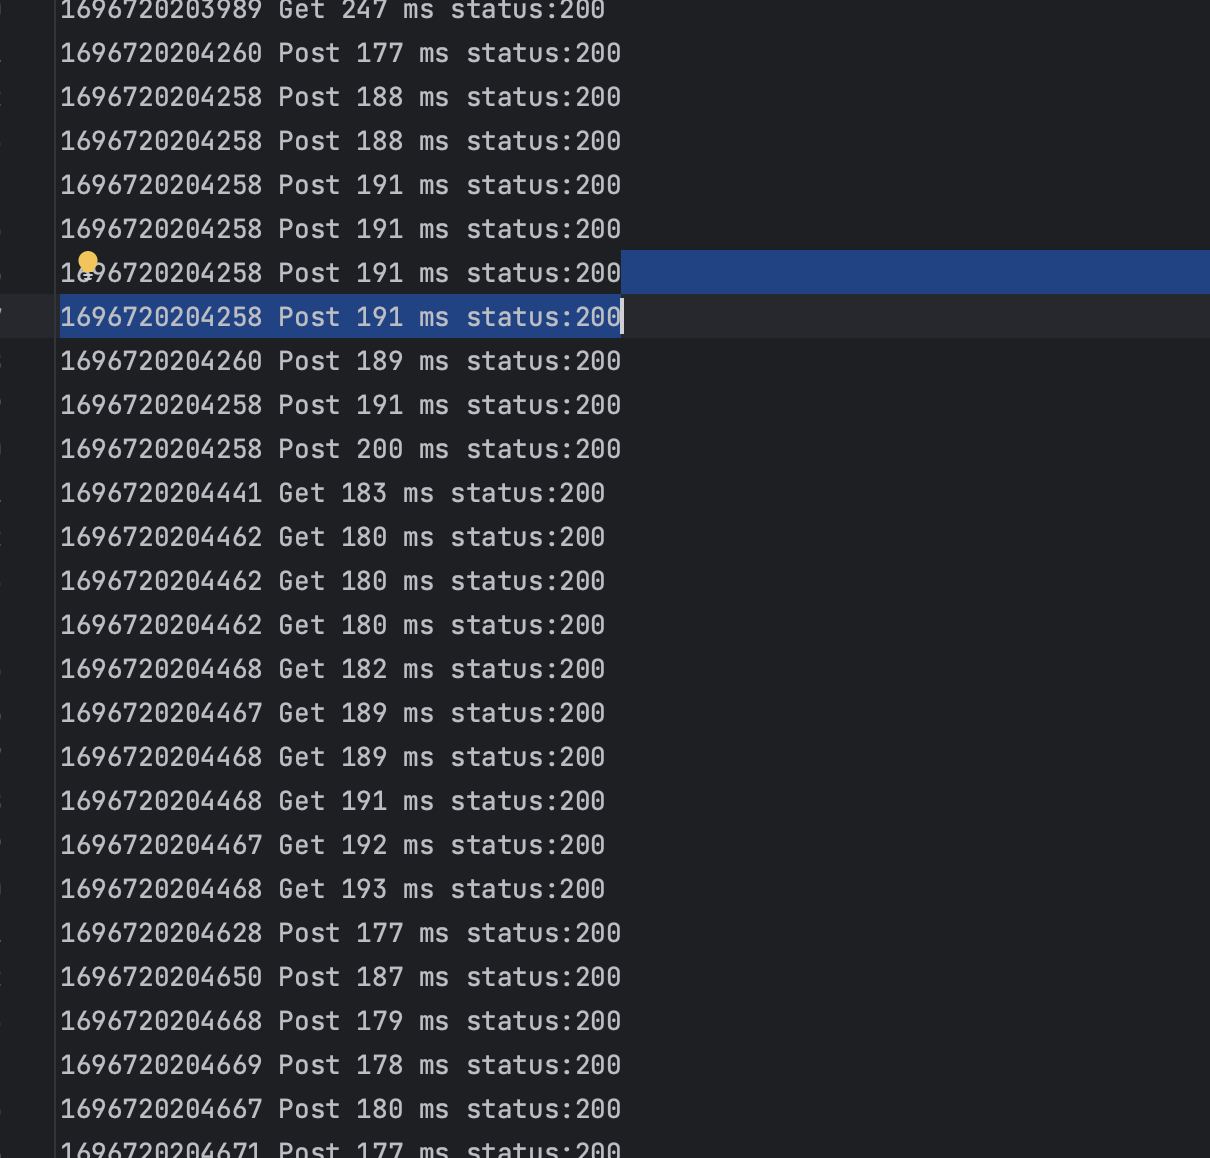 1696720203989 Get 247 ms status:200
1696720204260 Post 177 ms status:200
1696720204258 Post 188 ms status:200
1696720204258 Post 188 ms status:200
1696720204258 Post 191 ms status:200
1696720204258 Post 191 ms status:200
1696720204258 Post 191 ms status:200
1696720204258 Post 191 ms status:200
1696720204260 Post 189 ms status:200
1696720204258 Post 191 ms status:200
1696720204258 Post 200 ms status:200
1696720204441 Get 183 ms status:200
1696720204462 Get 180 ms status:200
1696720204462 Get 180 ms status:200
1696720204462 Get 180 ms status:200
1696720204468 Get 182 ms status:200
1696720204467 Get 189 ms status:200
1696720204468 Get 189 ms status:200
1696720204468 Get 191 ms status:200
1696720204467 Get 192 ms status:200
1696720204468 Get 193 ms status:200
1696720204628 Post 177 ms status:200
1696720204650 Post 187 ms status:200
1696720204668 Post 179 ms status:200
1696720204669 Post 178 ms status:200
1696720204667 Post 180 ms status:200
1696720204671 Post 177 ms status:200